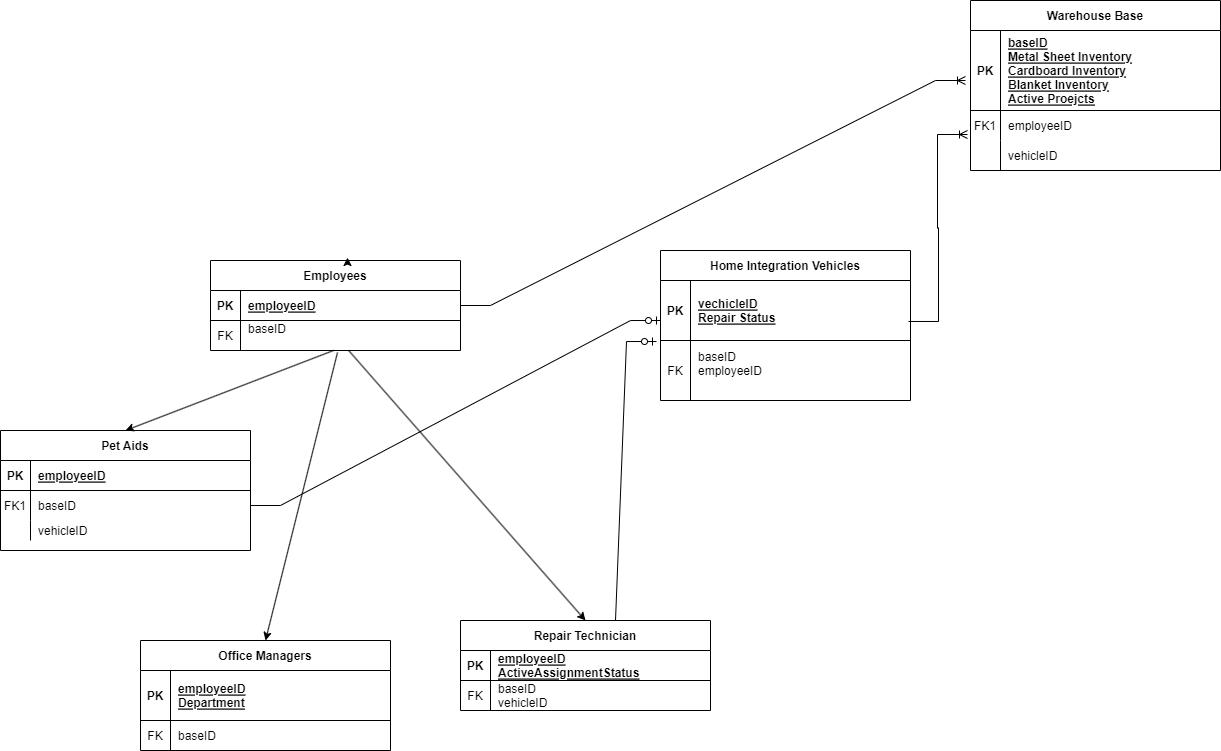 Warehouse Base
PK
baseID
Metal Sheet Inventory
Cardboard Inventory
Blanket Inventory
Active Proejcts
FK1
employeeID
vehicleID
Employees
PK
employeeID
FK
baseID
Home Integration Vehicles
PK
vechicleID
Repair Status
FK
baseID
employeeID
Pet Aids
PK
employeeID
FK1
baseID
vehicleID
Office Managers
PK
employeeID
Department
FK
baseID
Repair Technician
PK
employeeID
ActiveAssignmentStatus
FK
baseID
vehicleID